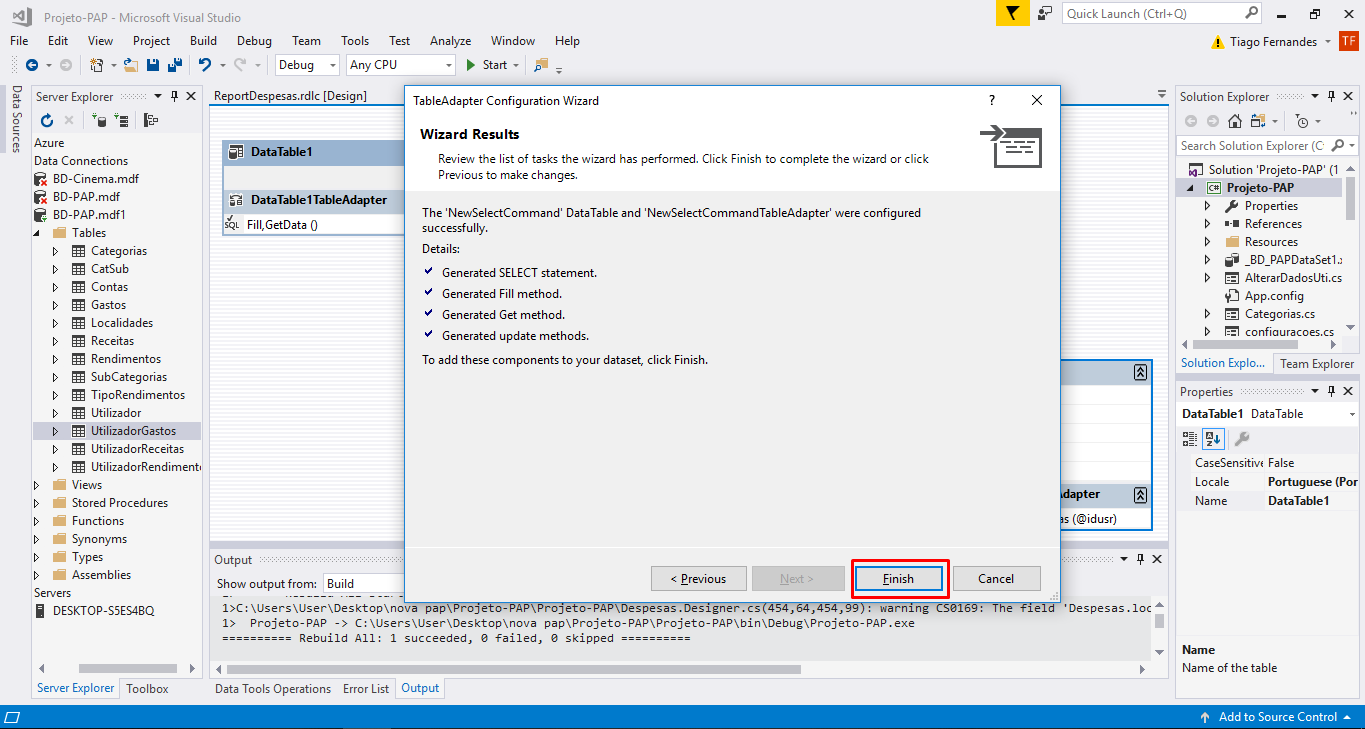 Projeto-PAP - Microsoft Visual Studio
Quick Launch (Ctrl+Q)
File Edit View Project Build Debug Team Tools Test Analyze Window Help
Tiago Fernandes
TF
Debug
Any CPU
Start
Data Sources
Server Explorer
Azure
Data Connections
BD-Cinema.mdf
BD-PAP.mdf
BD-PAP.mdf1
Tables
Categorias
CatSub
Contas
Gastos
Localidades
Receitas
Rendimentos
SubCategorias
TipoRendimentos
Utilizador
UtilizadorGastos
UtilizadorReceitas
UtilizadorRendimento
Views
Stored Procedures
Functions
Synonyms
Types
Assemblies
Servers
DESKTOP-S5ES4BQ
Server Explorer
Toolbox
ReportDespesas.rdlc [Design]
DataTable1
DataTable1TableAdapter
SQL
Fill,GetData ()
TableAdapter Configuration Wizard
?
Wizard Results
Review the list of tasks the wizard has performed. Click Finish to complete the wizard or click
Previous to make changes.
The 'NewSelectCommand' DataTable and 'NewSelectCommandTableAdapter' were configured
successfully.
Details:
Generated SELECT statement.
Generated Fill method.
Generated Get method.
Generated update methods.
To add these components to your dataset, click Finish.
< Previous
Next >
Finish
Cancel
Adapter
as (@idusr)
Output
Show output from:
Build
1>C:\Users\User\Desktop\nova pap\Projeto-PAP\Projeto-PAP\Despesas.Designer.cs(454,64,454,99): warning CS0169: The field 'Despesas.loc
1>  Projeto-PAP -> C:\Users\User\Desktop\nova pap\Projeto-PAP\Projeto-PAP\bin\Debug\Projeto-PAP.exe
========== Rebuild All: 1 succeeded, 0 failed, 0 skipped ==========
Data Tools Operations
Error List
Output
Solution Explorer
Search Solution Explorer (C
Solution 'Projeto-PAP' (1
C#
Projeto-PAP
Properties
References
Resources
_BD_PAPDataSet1.x
AlterarDadosUti.cs
App.config
Categorias.cs
configuracoes.cs
Solution Explo...
Team Explorer
Properties
DataTable1 DataTable
CaseSensitive False
Locale Portuguese (Por
Name DataTable1
Name
Name of the table
Add to Source Control